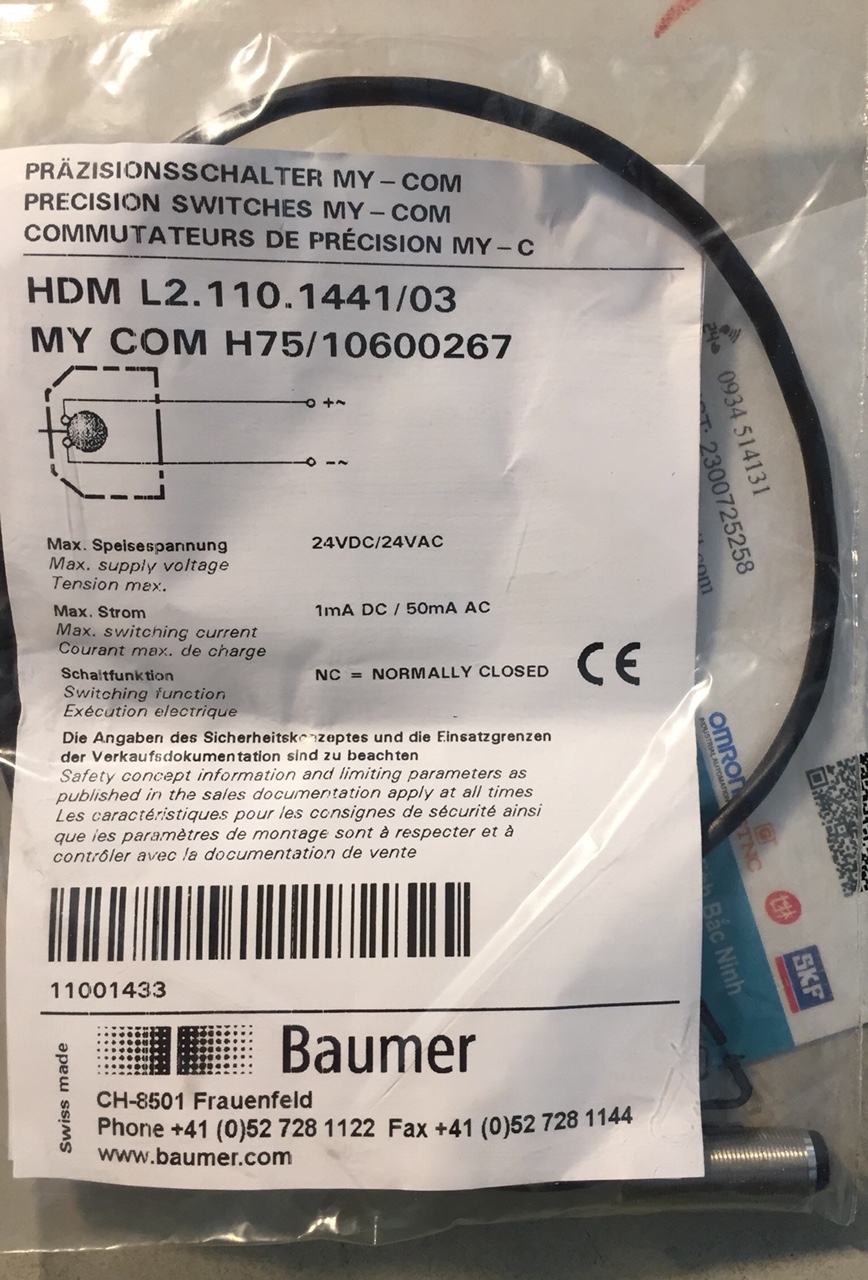 PRÄZISIONSSCHALTER MY–COM
PRECISION SWITCHES MY–COM
COMMUTATEURS DE PRÉCISION MY–C
HDM L2.110.1441/03
MY COM H75/10600267
+~
-~
Max. Speisespannung 24VDC/24VAC
Max. supply voltage
Tension max.
Max. Strom 1mA DC / 50mA AC
Max. switching current
Courant max. de charge
Schaltfunktion NC = NORMALLY CLOSED
Switching function
Exécution electrique
CE
Die Angaben des Sicherheitskonzeptes und die Einsatzgrenzen
der Verkaufsdokumentation sind zu beachten
Safety concept information and limiting parameters as
published in the sales documentation apply at all times
Les caractéristiques pour les consignes de sécurité ainsi
que les paramètres de montage sont à respecter et à
contrôler avec la documentation de vente
11001433
Swiss made
Baumer
CH-8501 Frauenfeld
Phone +41 (0)52 728 1122 Fax +41 (0)52 728 1144
www.baumer.com
0934 514131
2300725258
.com
OMRON
INDUSTRIAL AUTOMATION
TNC
Bắc Ninh
SKF